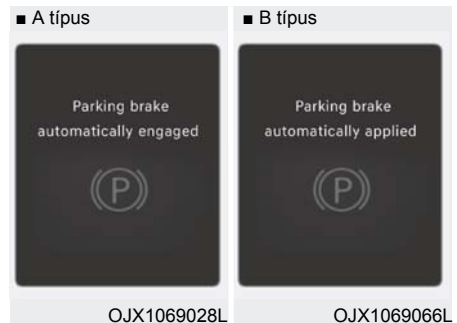 ■ A típus
Parking brake
automatically engaged
(P)
OJX1069028L
■ B típus
Parking brake
automatically applied
(P)
OJX1069066L